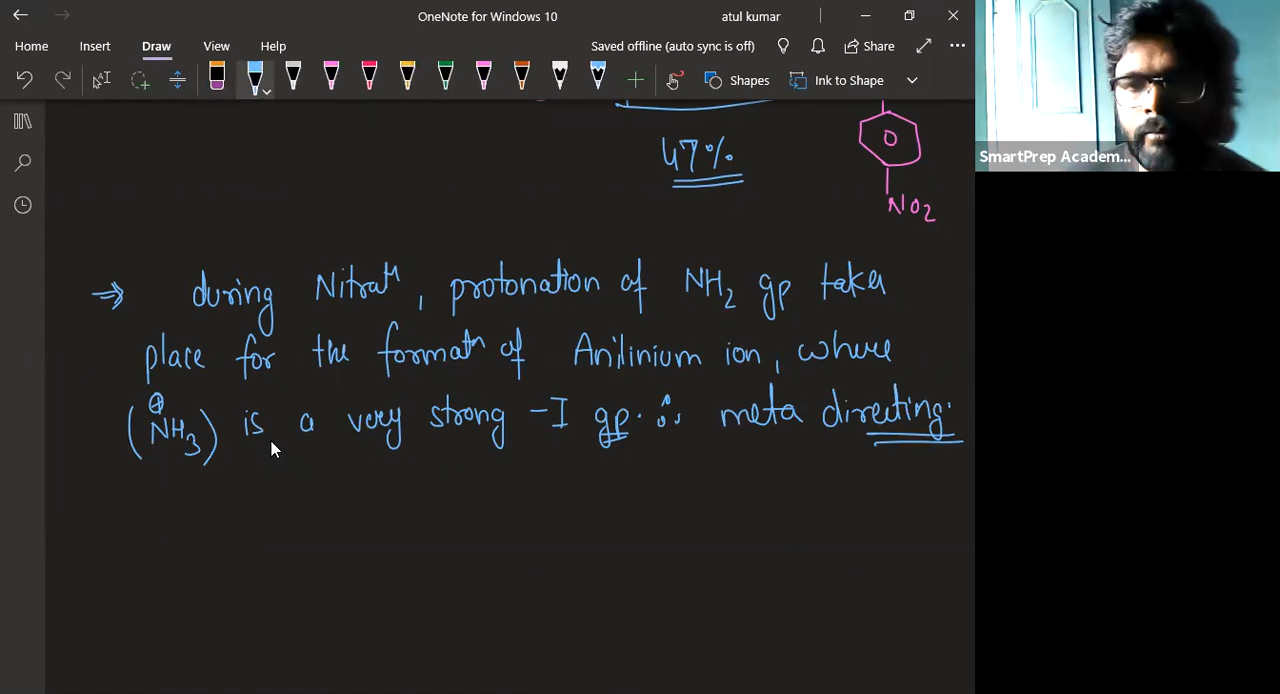 OneNote for Windows 10
atul kumar
Home Insert Draw View Help
Saved offline (auto sync is off)
Share
Shapes
Ink to Shape
SmartPrep Academ...
47%
NO2
⇒ during Nitratⁿ, protonation of NH2 gp takes
place for the formatⁿ of Anilinium ion, where
(⊕NH3) is a very strong -I gp. ∴ meta directing.